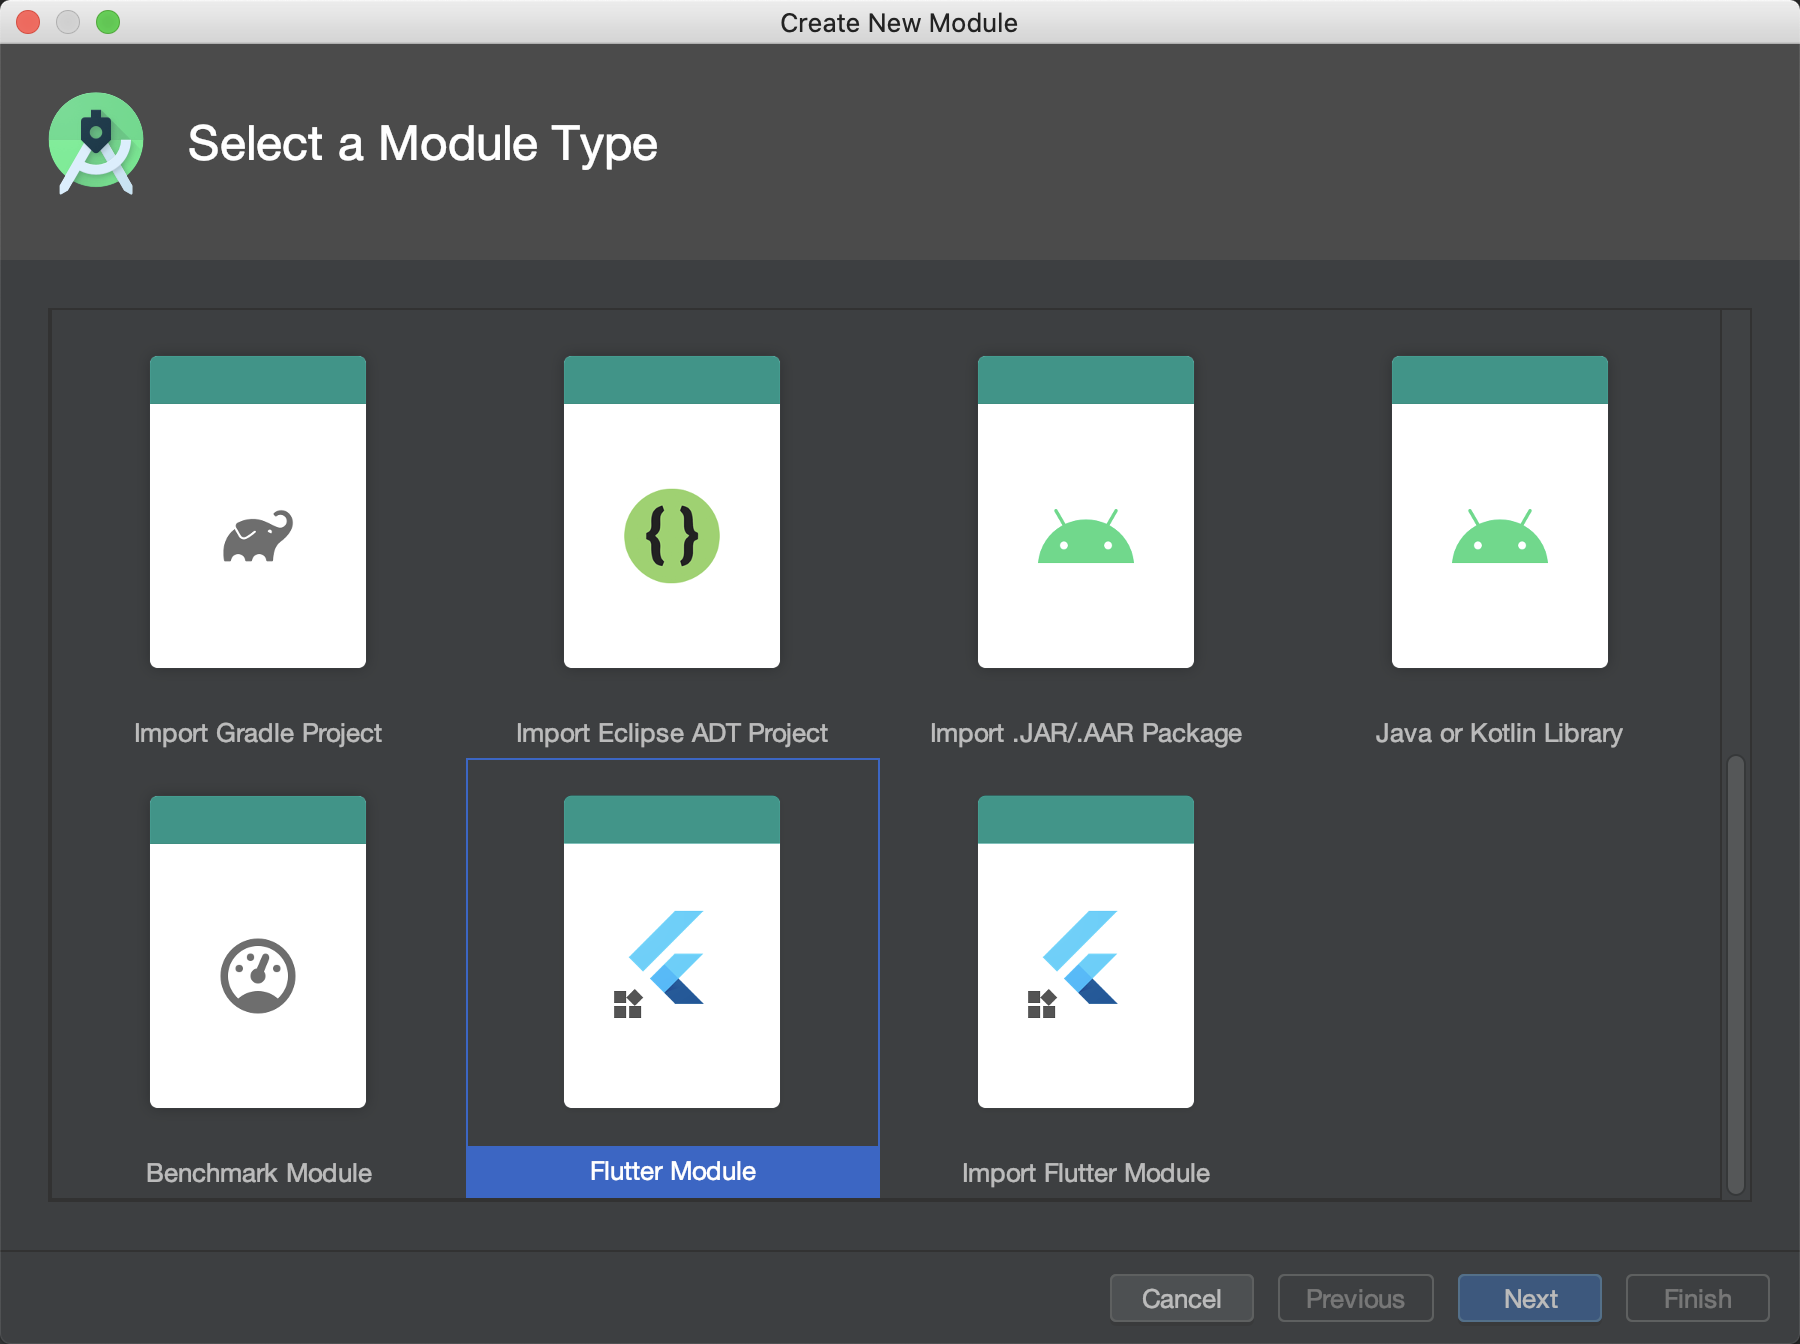 Create New Module
Select a Module Type
Import Gradle Project
Import Eclipse ADT Project
Import .JAR/.AAR Package
Java or Kotlin Library
Benchmark Module
Flutter Module
Import Flutter Module
Cancel
Previous
Next
Finish